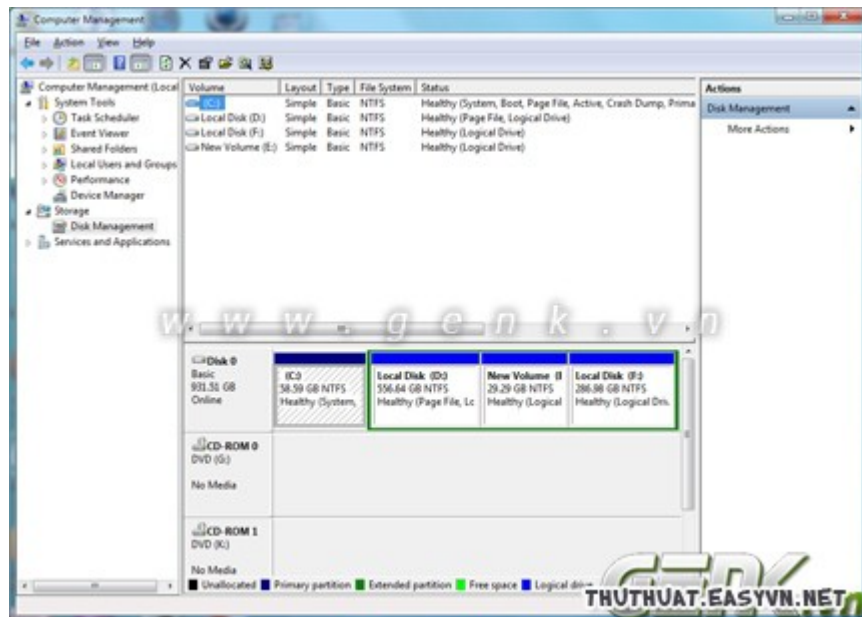 Computer Management
File Action View Help
Computer Management (Local
System Tools
Task Scheduler
Event Viewer
Shared Folders
Local Users and Groups
Performance
Device Manager
Storage
Disk Management
Services and Applications
Volume Layout Type File System Status
(C:) Simple Basic NTFS Healthy (System, Boot, Page File, Active, Crash Dump, Prima
Local Disk (D:) Simple Basic NTFS Healthy (Page File, Logical Drive)
Local Disk (F:) Simple Basic NTFS Healthy (Logical Drive)
New Volume (E:) Simple Basic NTFS Healthy (Logical Drive)
Actions
Disk Management
More Actions
www.genk.vn
Disk 0
Basic
931.51 GB
Online
(C:)
58.59 GB NTFS
Healthy (System,
Local Disk (D:)
556.64 GB NTFS
Healthy (Page File, Lc
New Volume (I
29.29 GB NTFS
Healthy (Logical
Local Disk (F:)
286.98 GB NTFS
Healthy (Logical Driv
CD-ROM 0
DVD (G:)
No Media
CD-ROM 1
DVD (K:)
No Media
Unallocated Primary partition Extended partition Free space Logical drive
GENK.vn
THUTHUAT.EASYVN.NET